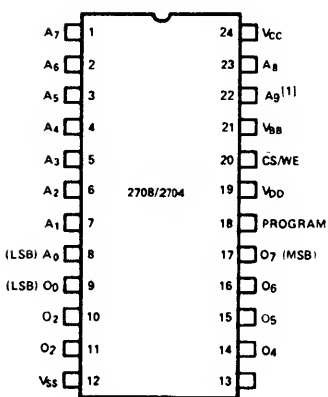 A7 1 24 VCC
A6 2 23 A8
A5 3 22 A9[1]
A4 4 21 VBB
A3 5 20 CS/WE
A2 6 2708/2704 19 VDD
A1 7 18 PROGRAM
(LSB) A0 8 17 O7 (MSB)
(LSB) O0 9 16 O6
O2 10 15 O5
O2 11 14 O4
VSS 12 13